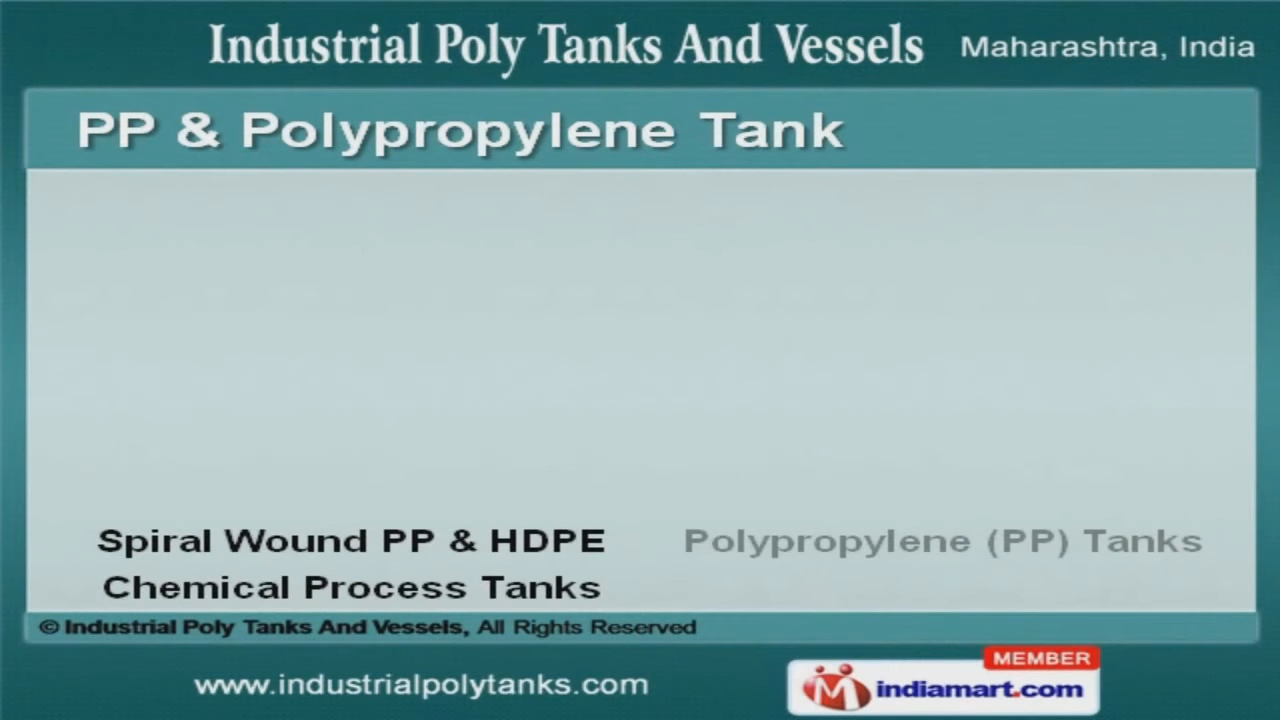 Industrial Poly Tanks And Vessels Maharashtra, India
PP & Polypropylene Tank
Spiral Wound PP & HDPE
Chemical Process Tanks
Polypropylene (PP) Tanks
© Industrial Poly Tanks And Vessels, All Rights Reserved
www.industrialpolytanks.com
MEMBER
indiamart.com